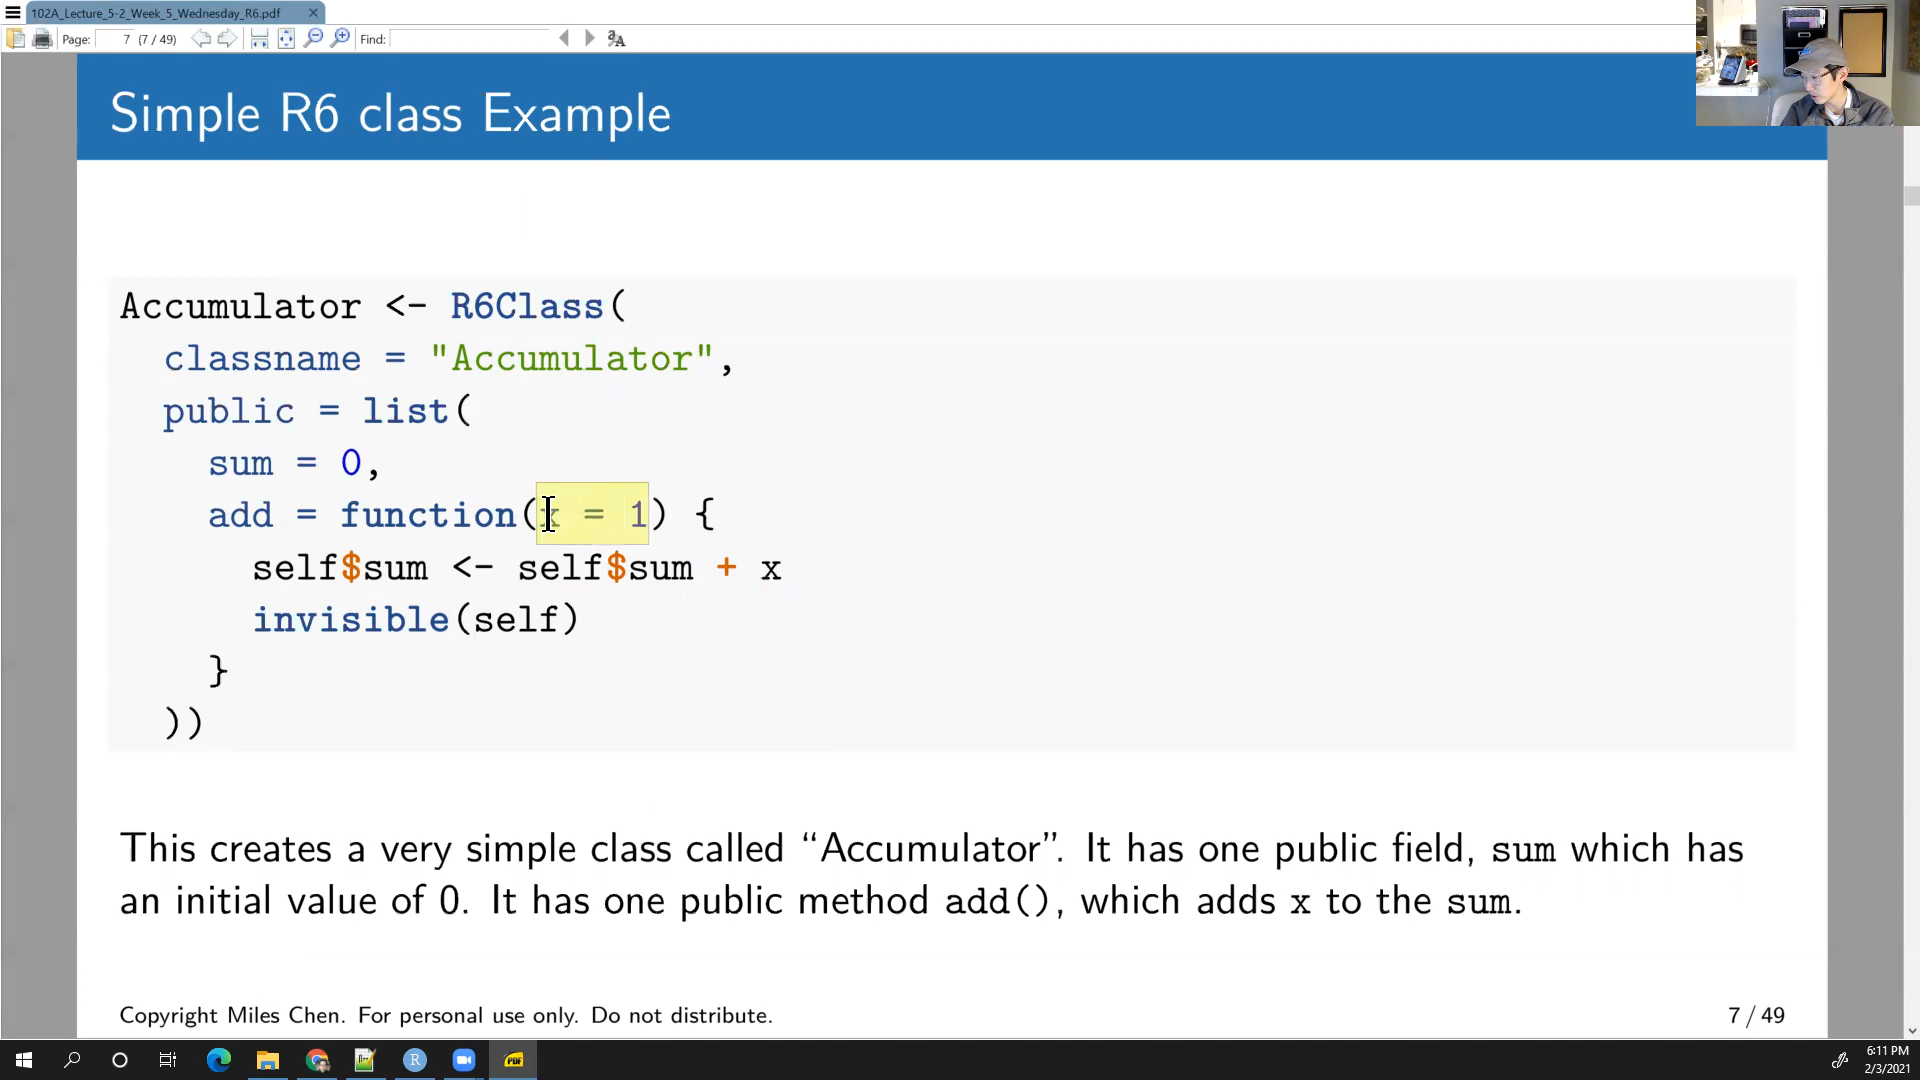 102A_Lecture_5-2_Week_5_Wednesday_R6.pdf
Page: 7 (7 / 49) Find:
Simple R6 class Example
Accumulator <- R6Class(
  classname = "Accumulator",
  public = list(
    sum = 0,
    add = function(x = 1) {
      self$sum <- self$sum + x
      invisible(self)
    }
  ))
This creates a very simple class called “Accumulator”. It has one public field, sum which has
an initial value of 0. It has one public method add(), which adds x to the sum.
Copyright Miles Chen. For personal use only. Do not distribute.
7 / 49
R
PDF
6:11 PM
2/3/2021